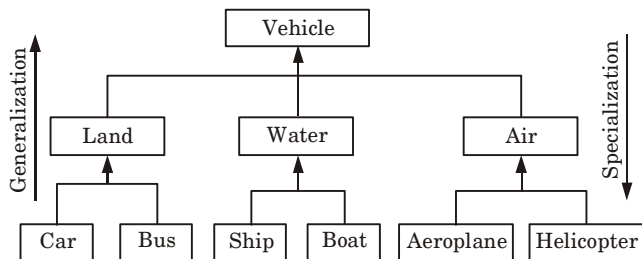 Vehicle
Generalization
Specialization
Land
Water
Air
Car
Bus
Ship
Boat
Aeroplane
Helicopter